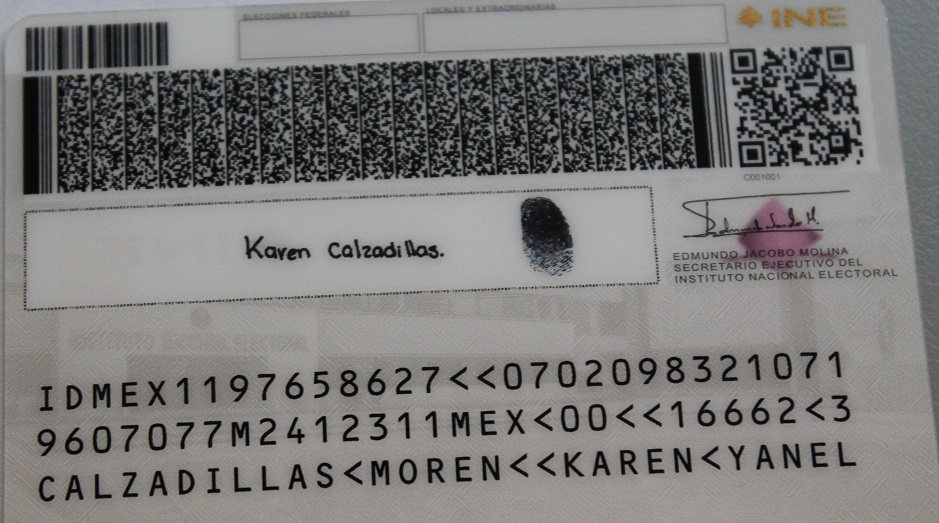 ELECCIONES FEDERALES
LOCALES Y EXTRAORDINARIAS
INE
C001001
Karen Calzadillas.
EDMUNDO JACOBO MOLINA
SECRETARIO EJECUTIVO DEL
INSTITUTO NACIONAL ELECTORAL
IDMEX1197658627<<0702098321071
9607077M2412311MEX<00<<16662<3
CALZADILLAS<MOREN<<KAREN<YANEL